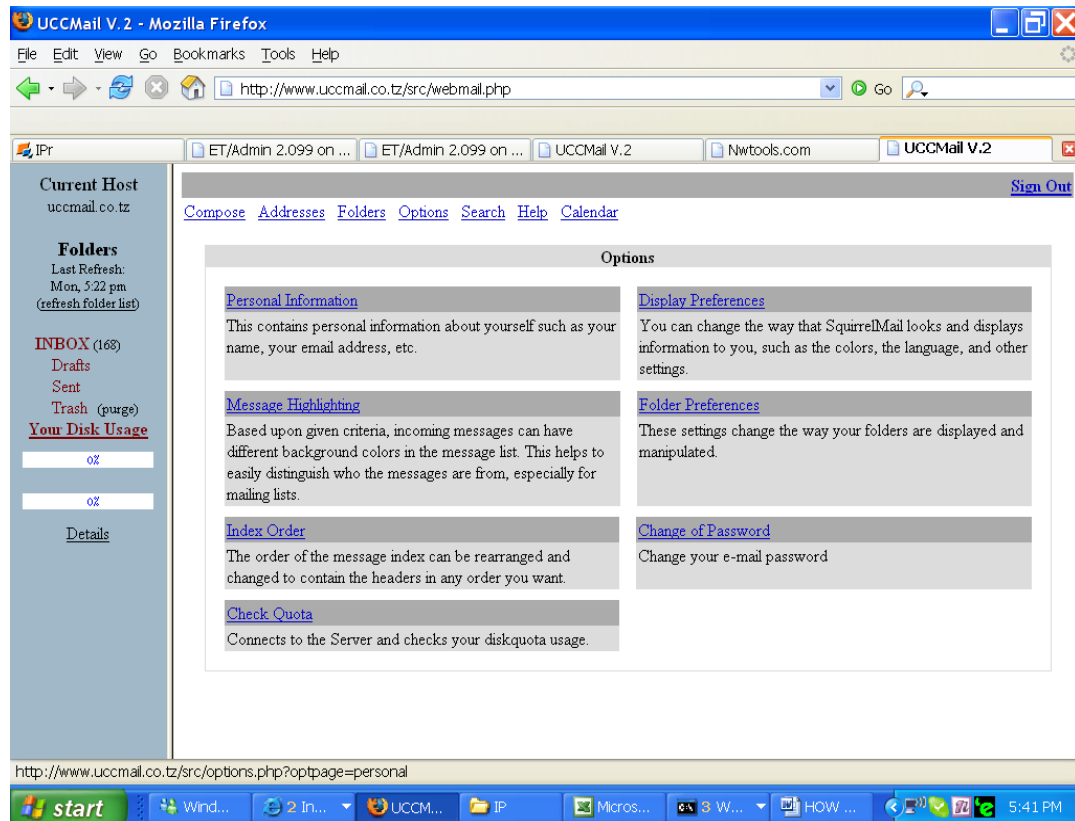 UCCMail V.2 - Mozilla Firefox
File Edit View Go Bookmarks Tools Help
http://www.uccmail.co.tz/src/webmail.php Go
IPr ET/Admin 2.099 on ... ET/Admin 2.099 on ... UCCMail V.2 Nwtools.com UCCMail V.2
Current Host
uccmail.co.tz
Folders
Last Refresh:
Mon, 5:22 pm
(refresh folder list)
INBOX (168)
Drafts
Sent
Trash (purge)
Your Disk Usage
0%
0%
Details
Sign Out
Compose Addresses Folders Options Search Help Calendar
Options
Personal Information
This contains personal information about yourself such as your
name, your email address, etc.
Display Preferences
You can change the way that SquirrelMail looks and displays
information to you, such as the colors, the language, and other
settings.
Message Highlighting
Based upon given criteria, incoming messages can have
different background colors in the message list. This helps to
easily distinguish who the messages are from, especially for
mailing lists.
Folder Preferences
These settings change the way your folders are displayed and
manipulated.
Index Order
The order of the message index can be rearranged and
changed to contain the headers in any order you want.
Change of Password
Change your e-mail password
Check Quota
Connects to the Server and checks your diskquota usage.
http://www.uccmail.co.tz/src/options.php?optpage=personal
start Wind... 2 In... UCCM... IP Micros... 3 W... HOW ... 5:41 PM